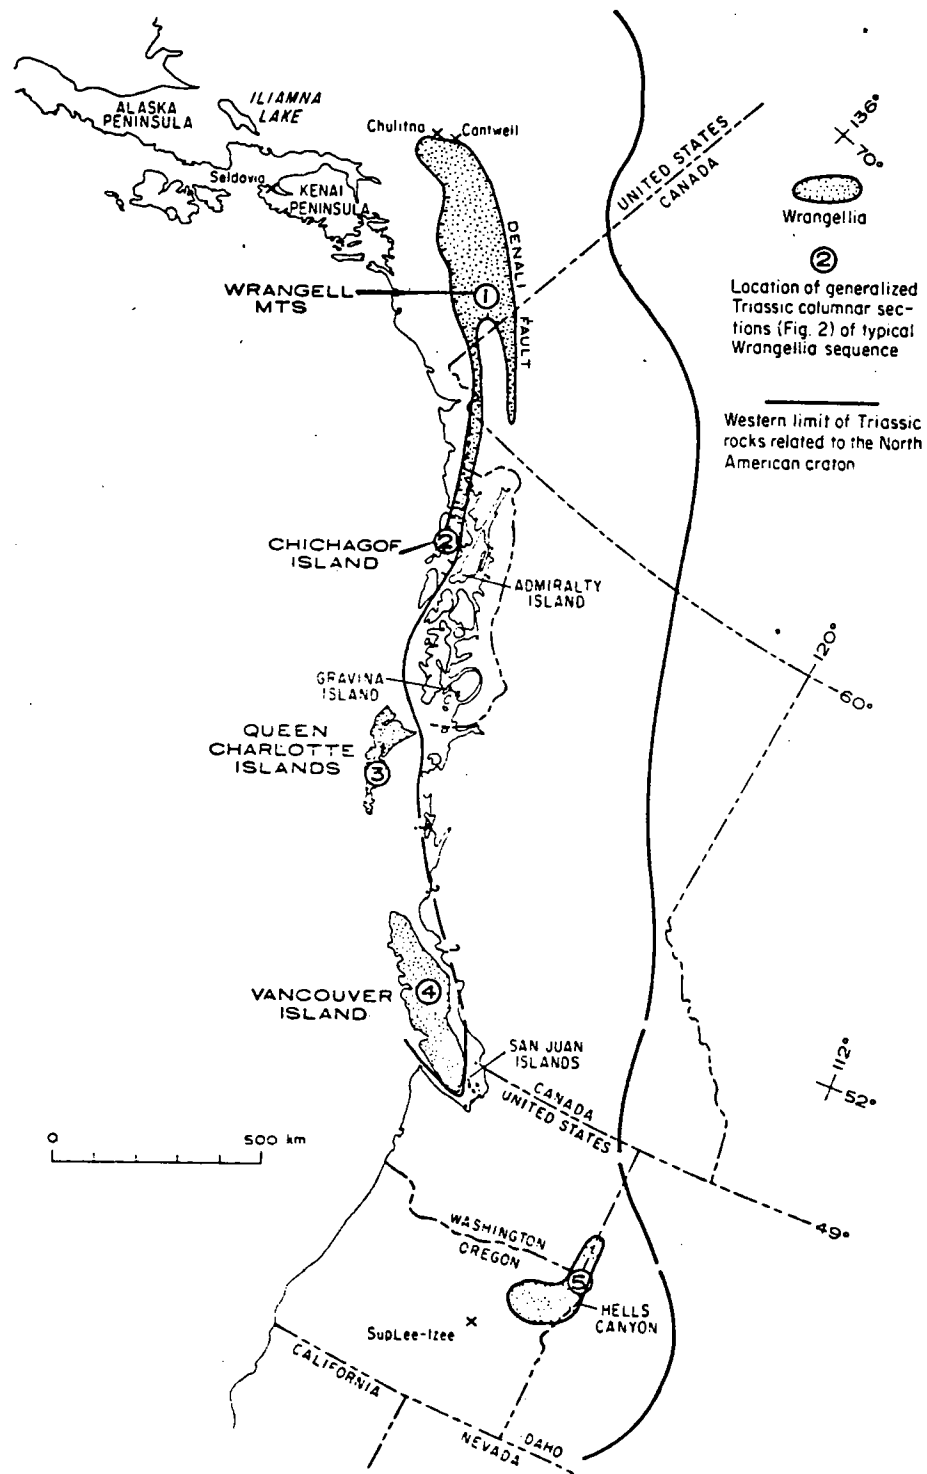 ALASKA
PENINSULA
ILIAMNA
LAKE
Chulitna
Cantwell
Seldovia
KENAI
PENINSULA
UNITED STATES
CANADA
136°
70°
Wrangellia
2
Location of generalized
Triassic columnar sec-
tions (Fig. 2) of typical
Wrangellia sequence
Western limit of Triassic
rocks related to the North
American craton
DENALI
FAULT
WRANGELL
MTS
1
CHICHAGOF
ISLAND
2
ADMIRALTY
ISLAND
GRAVINA
ISLAND
120°
60°
QUEEN
CHARLOTTE
ISLANDS
3
VANCOUVER
ISLAND
4
SAN JUAN
ISLANDS
CANADA
UNITED STATES
112°
52°
0
500 km
49°
WASHINGTON
OREGON
5
HELLS
CANYON
SupLee-Izee
CALIFORNIA
NEVADA
IDAHO